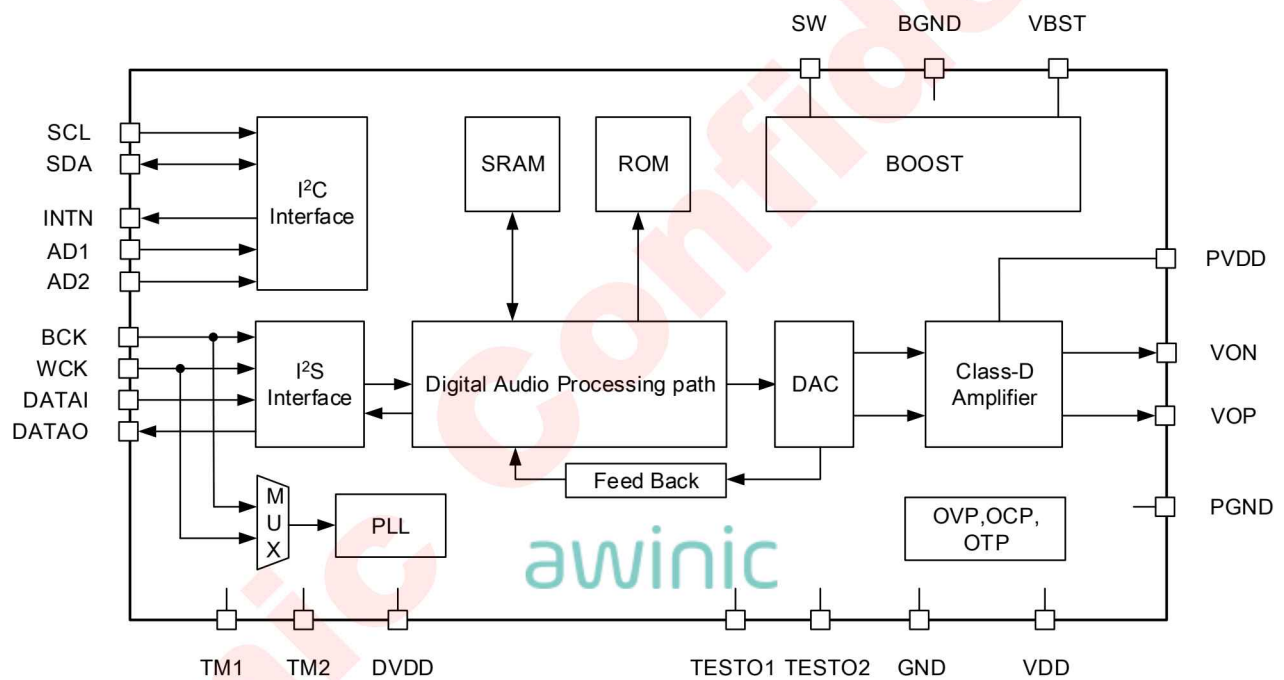 SW BGND VBST
SCL
SDA
INTN
AD1
AD2
I²C
Interface
SRAM
ROM
BOOST
PVDD
BCK
WCK
DATAI
DATAO
I²S
Interface
Digital Audio Processing path
DAC
Class-D
Amplifier
VON
VOP
Feed Back
M
U
X
PLL
OVP,OCP,
OTP
PGND
awinic
TM1 TM2 DVDD TESTO1 TESTO2 GND VDD